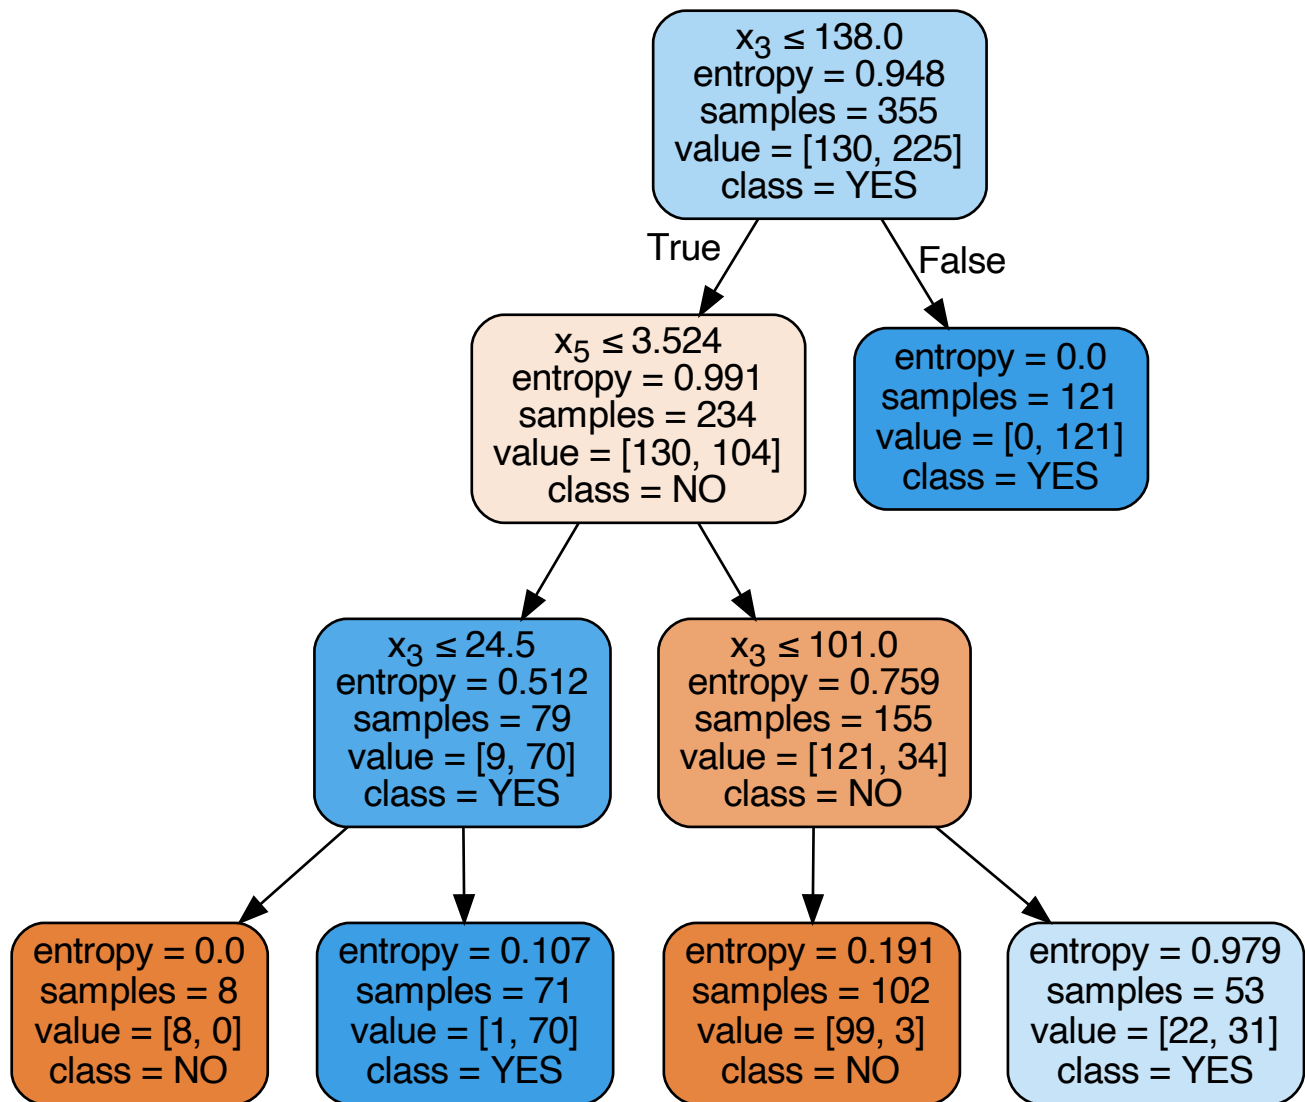 x₃ ≤ 138.0
entropy = 0.948
samples = 355
value = [130, 225]
class = YES
True
False
x₅ ≤ 3.524
entropy = 0.991
samples = 234
value = [130, 104]
class = NO
entropy = 0.0
samples = 121
value = [0, 121]
class = YES
x₃ ≤ 24.5
entropy = 0.512
samples = 79
value = [9, 70]
class = YES
x₃ ≤ 101.0
entropy = 0.759
samples = 155
value = [121, 34]
class = NO
entropy = 0.0
samples = 8
value = [8, 0]
class = NO
entropy = 0.107
samples = 71
value = [1, 70]
class = YES
entropy = 0.191
samples = 102
value = [99, 3]
class = NO
entropy = 0.979
samples = 53
value = [22, 31]
class = YES